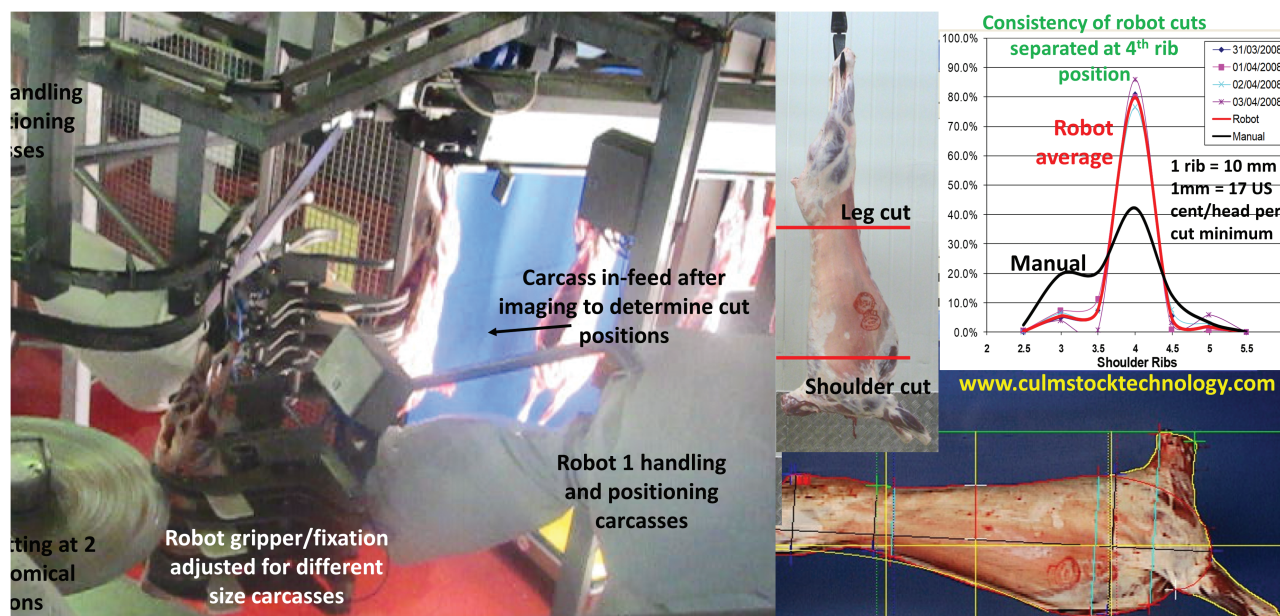 andling
tioning
sses
Carcass in-feed after
imaging to determine cut
positions
Robot 1 handling
and positioning
carcasses
Robot gripper/fixation
adjusted for different
size carcasses
tting at 2
omical
ons
Leg cut
Shoulder cut
Consistency of robot cuts
separated at 4th rib
position
100.0%
90.0%
80.0%
70.0%
60.0%
50.0%
40.0%
30.0%
20.0%
10.0%
0.0%
2
2.5
3
3.5
4
4.5
5
5.5
Shoulder Ribs
31/03/2008
01/04/2008
02/04/2008
03/04/2008
Robot
Manual
Robot
average
1 rib = 10 mm
1mm = 17 US
cent/head per
cut minimum
Manual
www.culmstocktechnology.com